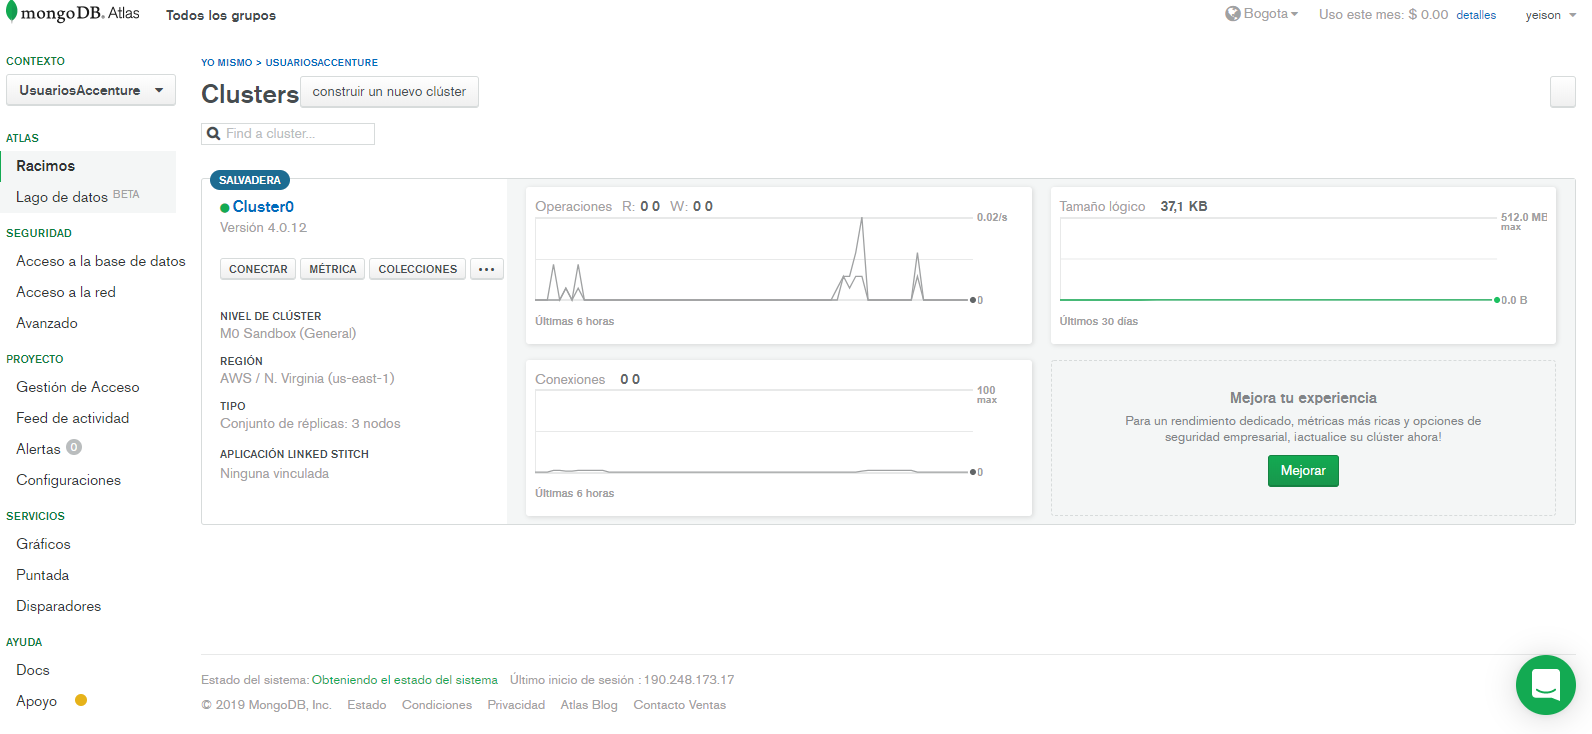 mongoDB. Atlas
Todos los grupos
Bogota
Uso este mes: $ 0.00 detalles
yeison
CONTEXTO
UsuariosAccenture
ATLAS
Racimos
Lago de datos BETA
SEGURIDAD
Acceso a la base de datos
Acceso a la red
Avanzado
PROYECTO
Gestión de Acceso
Feed de actividad
Alertas 0
Configuraciones
SERVICIOS
Gráficos
Puntada
Disparadores
AYUDA
Docs
Apoyo
YO MISMO > USUARIOSACCENTURE
Clusters
construir un nuevo clúster
Find a cluster...
SALVADERA
Cluster0
Versión 4.0.12
CONECTAR
MÉTRICA
COLECCIONES
...
NIVEL DE CLÚSTER
M0 Sandbox (General)
REGIÓN
AWS / N. Virginia (us-east-1)
TIPO
Conjunto de réplicas: 3 nodos
APLICACIÓN LINKED STITCH
Ninguna vinculada
Operaciones R: 0 0 W: 0 0
0.02/s
0
Últimas 6 horas
Tamaño lógico 37,1 KB
512.0 MB
max
0.0 B
Últimos 30 días
Conexiones 0 0
100
max
0
Últimas 6 horas
Mejora tu experiencia
Para un rendimiento dedicado, métricas más ricas y opciones de
seguridad empresarial, ¡actualice su clúster ahora!
Mejorar
Estado del sistema: Obteniendo el estado del sistema Último inicio de sesión : 190.248.173.17
© 2019 MongoDB, Inc. Estado Condiciones Privacidad Atlas Blog Contacto Ventas